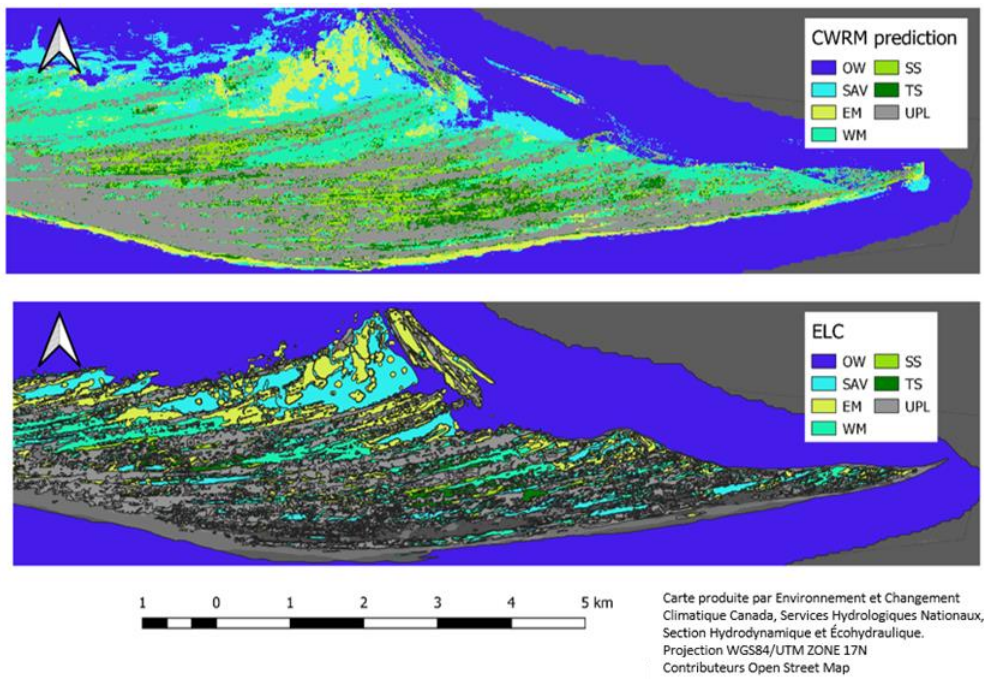 CWRM prediction
OW SS
SAV TS
EM UPL
WM
ELC
OW SS
SAV TS
EM UPL
WM
1 0 1 2 3 4 5 km
Carte produite par Environnement et Changement
Climatique Canada, Services Hydrologiques Nationaux,
Section Hydrodynamique et Écohydraulique.
Projection WGS84/UTM ZONE 17N
Contributeurs Open Street Map